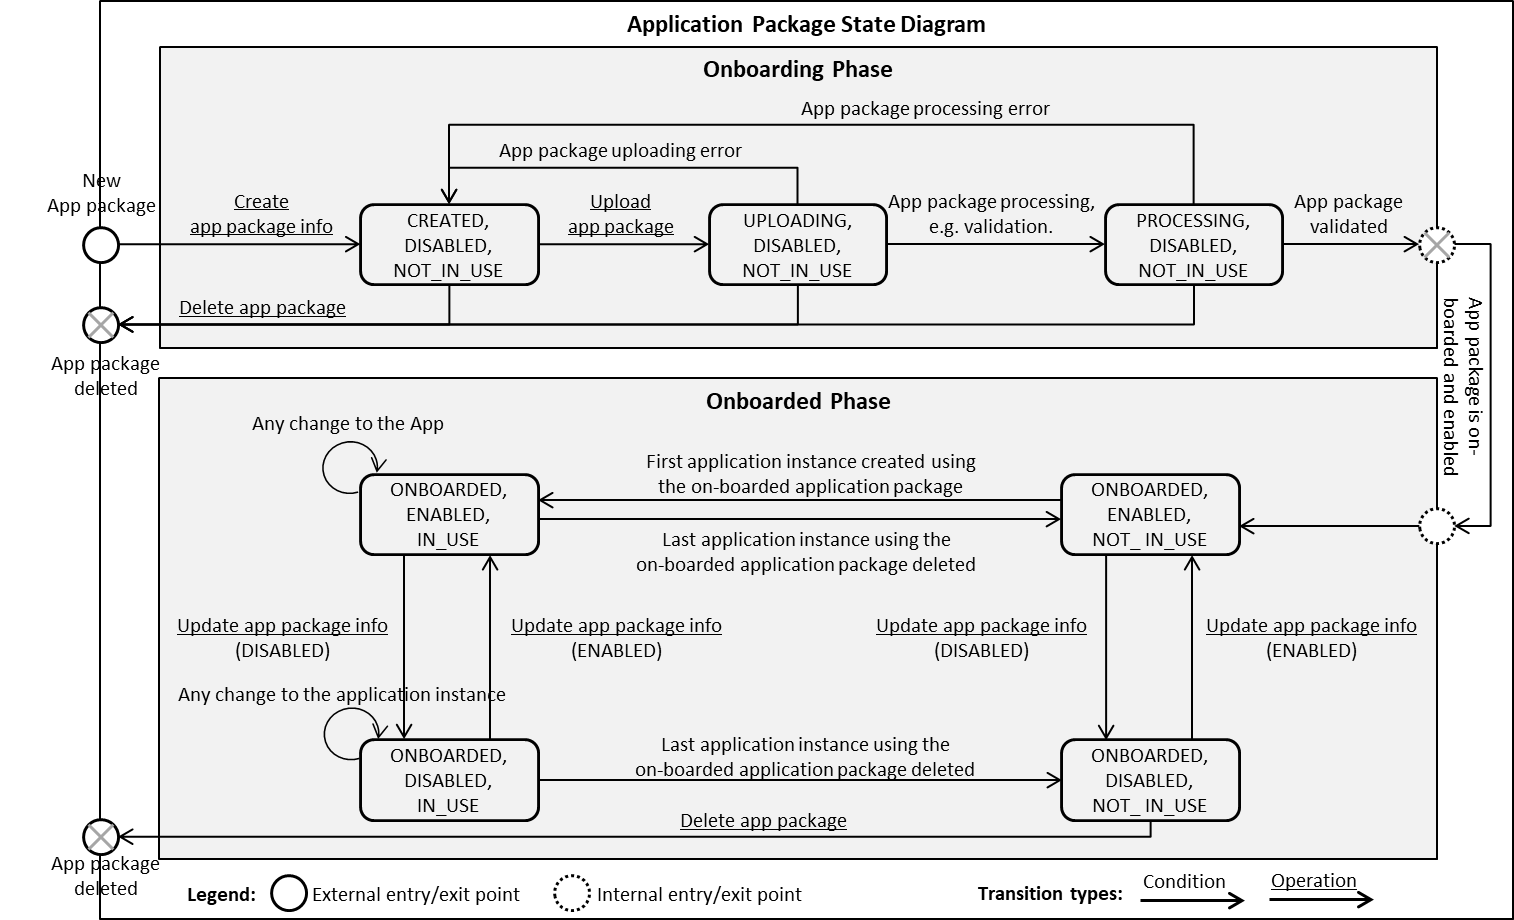 Application Package State Diagram
Onboarding Phase
App package processing error
App package uploading error
New
App package
Create
app package info
Upload
app package
App package processing,
e.g. validation.
App package
validated
CREATED,
DISABLED,
NOT_IN_USE
UPLOADING,
DISABLED,
NOT_IN_USE
PROCESSING,
DISABLED,
NOT_IN_USE
Delete app package
App package
deleted
App package is on-
boarded and enabled
Onboarded Phase
Any change to the App
First application instance created using
the on-boarded application package
ONBOARDED,
ENABLED,
IN_USE
ONBOARDED,
ENABLED,
NOT_ IN_USE
Last application instance using the
on-boarded application package deleted
Update app package info
(DISABLED)
Update app package info
(ENABLED)
Update app package info
(DISABLED)
Update app package info
(ENABLED)
Any change to the application instance
ONBOARDED,
DISABLED,
IN_USE
Last application instance using the
on-boarded application package deleted
ONBOARDED,
DISABLED,
NOT_ IN_USE
Delete app package
App package
deleted
Legend:
External entry/exit point
Internal entry/exit point
Transition types:
Condition
Operation